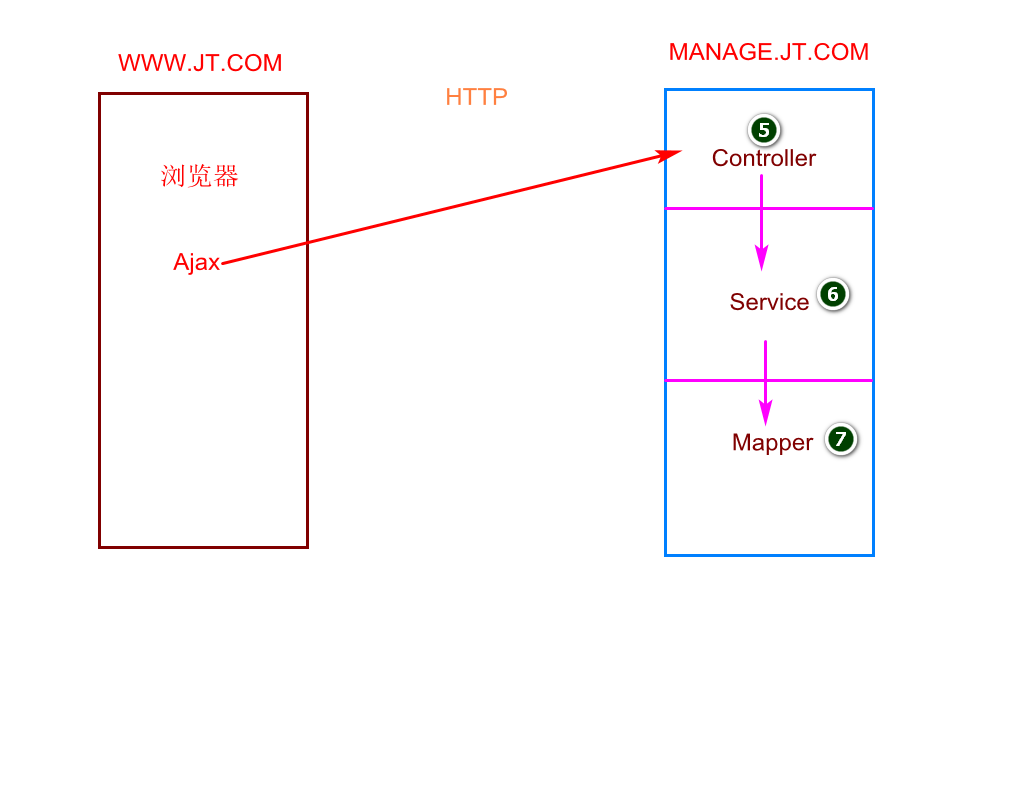 WWW.JT.COM
MANAGE.JT.COM
HTTP
浏览器
Ajax
5
Controller
Service 6
Mapper 7